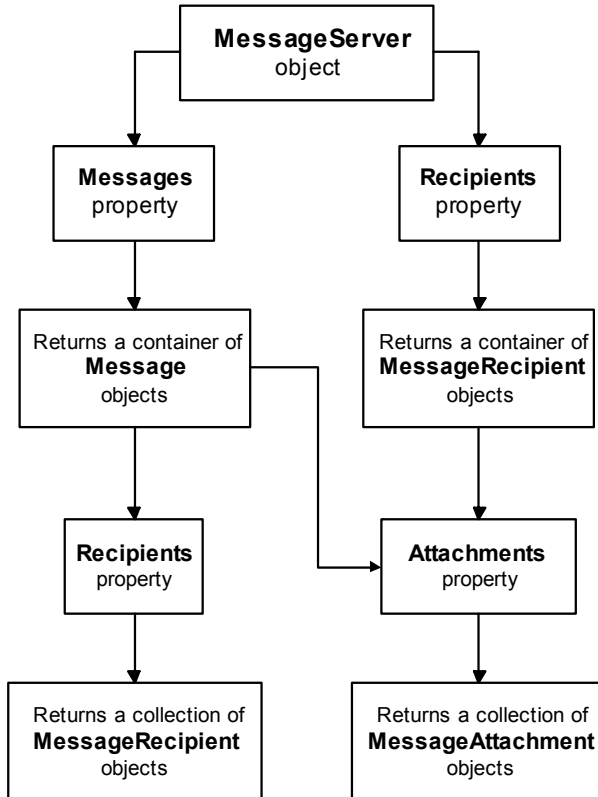 MessageServer
object
Messages
property
Recipients
property
Returns a container of
Message
objects
Returns a container of
MessageRecipient
objects
Recipients
property
Attachments
property
Returns a collection of
MessageRecipient
objects
Returns a collection of
MessageAttachment
objects